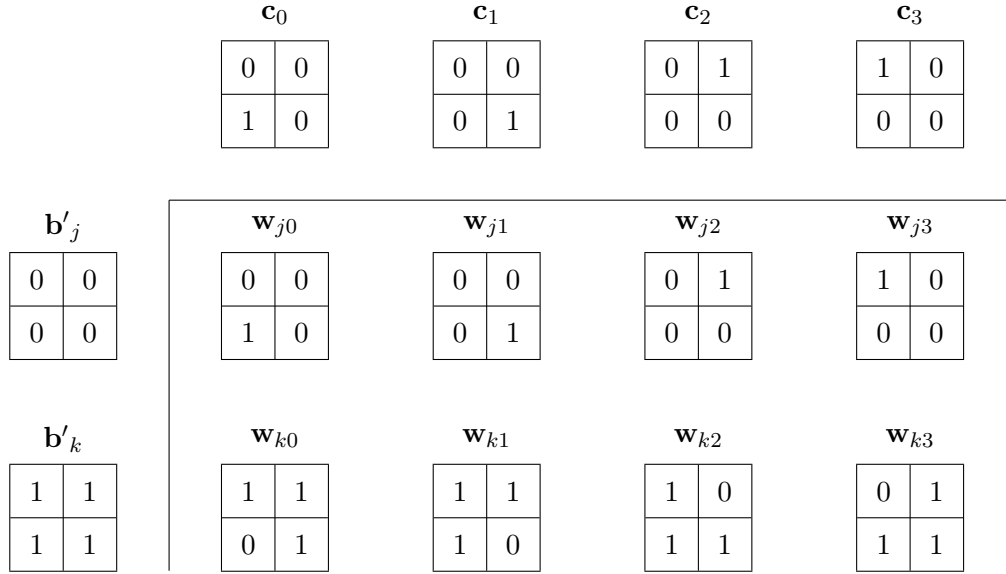 c₀ c₁ c₂ c₃
0 0 0 0 0 1 1 0
1 0 0 1 0 0 0 0
b′ⱼ wⱼ₀ wⱼ₁ wⱼ₂ wⱼ₃
0 0 0 0 0 0 0 1 1 0
0 0 1 0 0 1 0 0 0 0
b′ₖ wₖ₀ wₖ₁ wₖ₂ wₖ₃
1 1 1 1 1 1 1 0 0 1
1 1 0 1 1 0 1 1 1 1